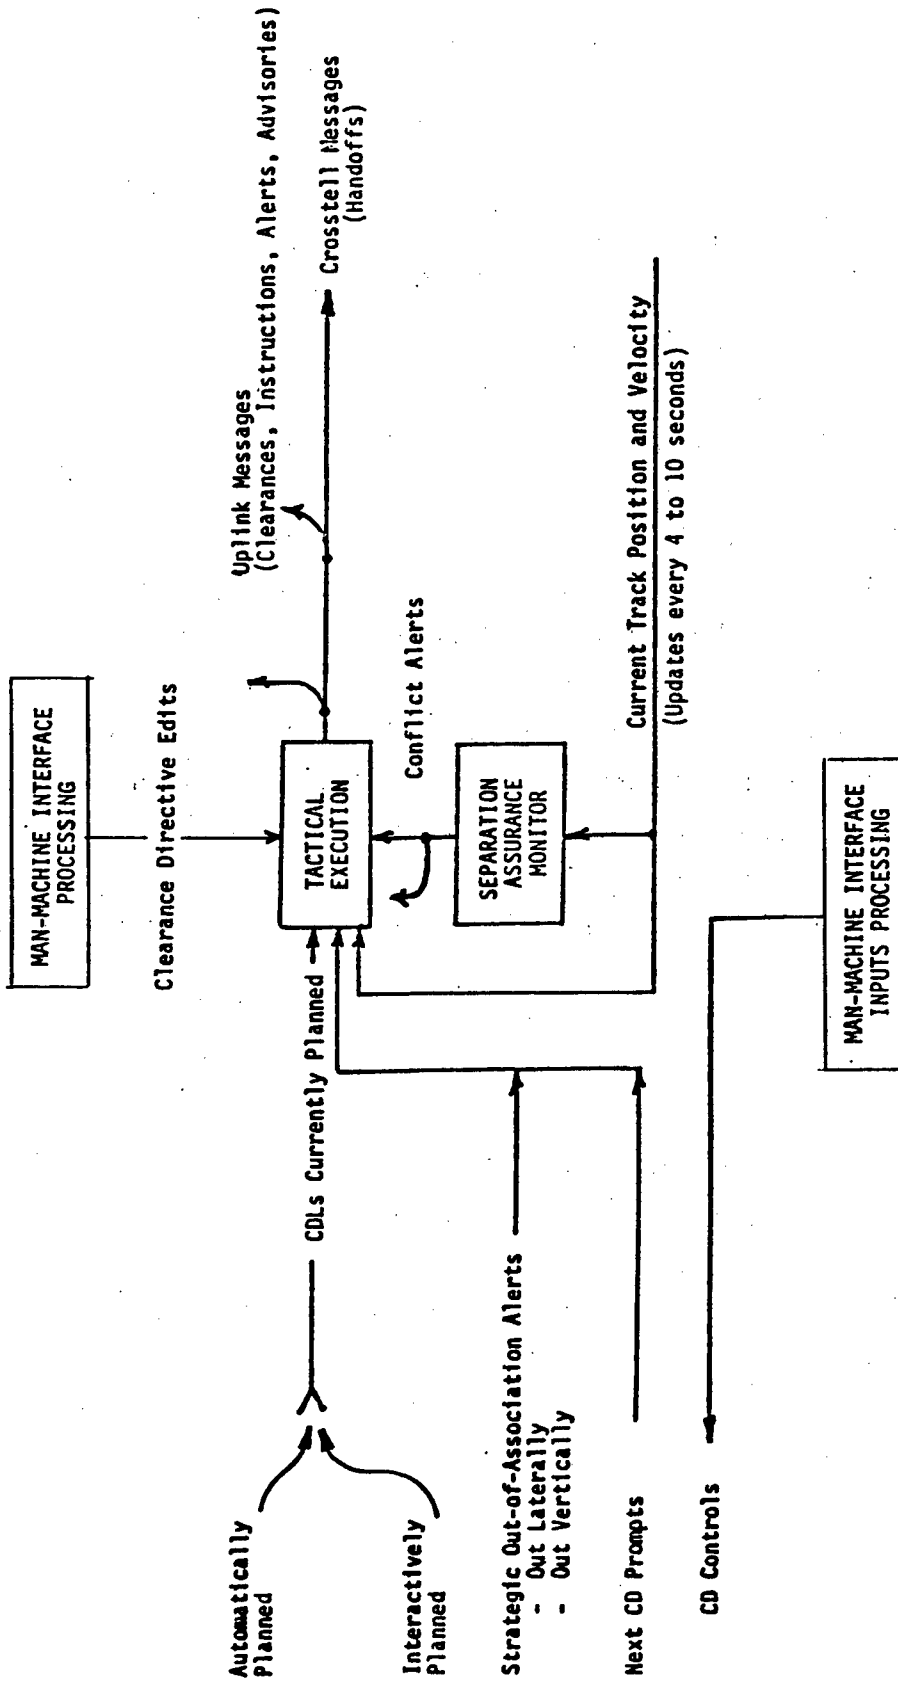 MAN-MACHINE INTERFACE
PROCESSING
Clearance Directive Edits
Uplink Messages
(Clearances, Instructions, Alerts, Advisories)
Automatically
Planned
CDLs Currently Planned
TACTICAL
EXECUTION
Crosstell Messages
(Handoffs)
Interactively
Planned
Conflict Alerts
Strategic Out-of-Association Alerts
- Out Laterally
- Out Vertically
SEPARATION
ASSURANCE
MONITOR
Next CD Prompts
Current Track Position and Velocity
(Updates every 4 to 10 seconds)
CD Controls
MAN-MACHINE INTERFACE
INPUTS PROCESSING